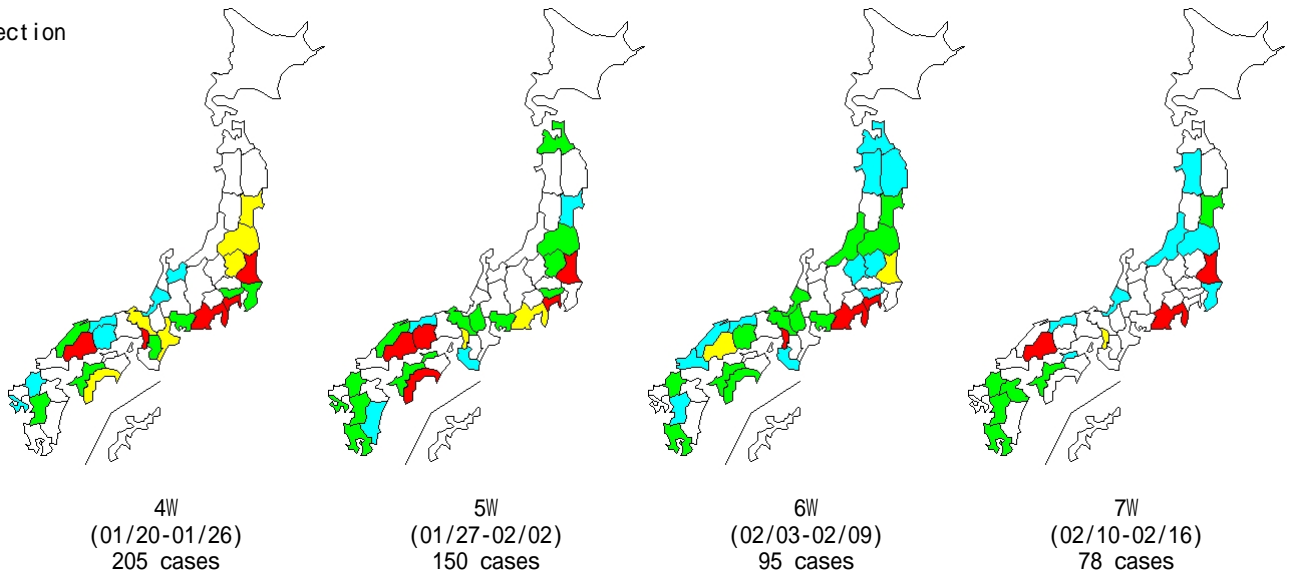 ection
4W
(01/20-01/26)
205 cases
5W
(01/27-02/02)
150 cases
6W
(02/03-02/09)
95 cases
7W
(02/10-02/16)
78 cases